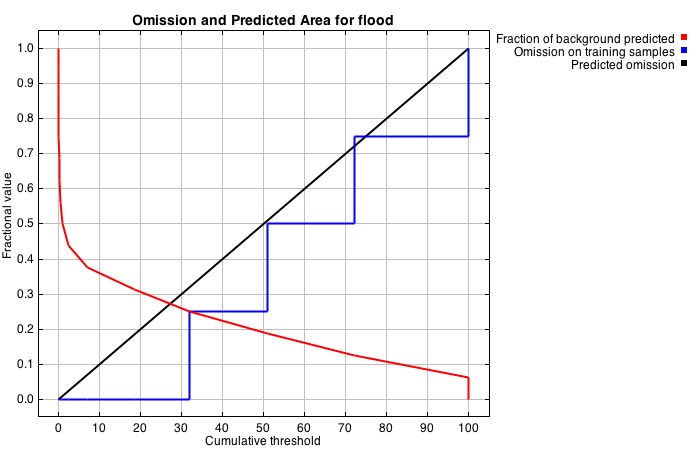 Omission and Predicted Area for flood
Fraction of background predicted
Omission on training samples
Predicted omission
Fractional value
1.0
0.9
0.8
0.7
0.6
0.5
0.4
0.3
0.2
0.1
0.0
0 10 20 30 40 50 60 70 80 90 100
Cumulative threshold